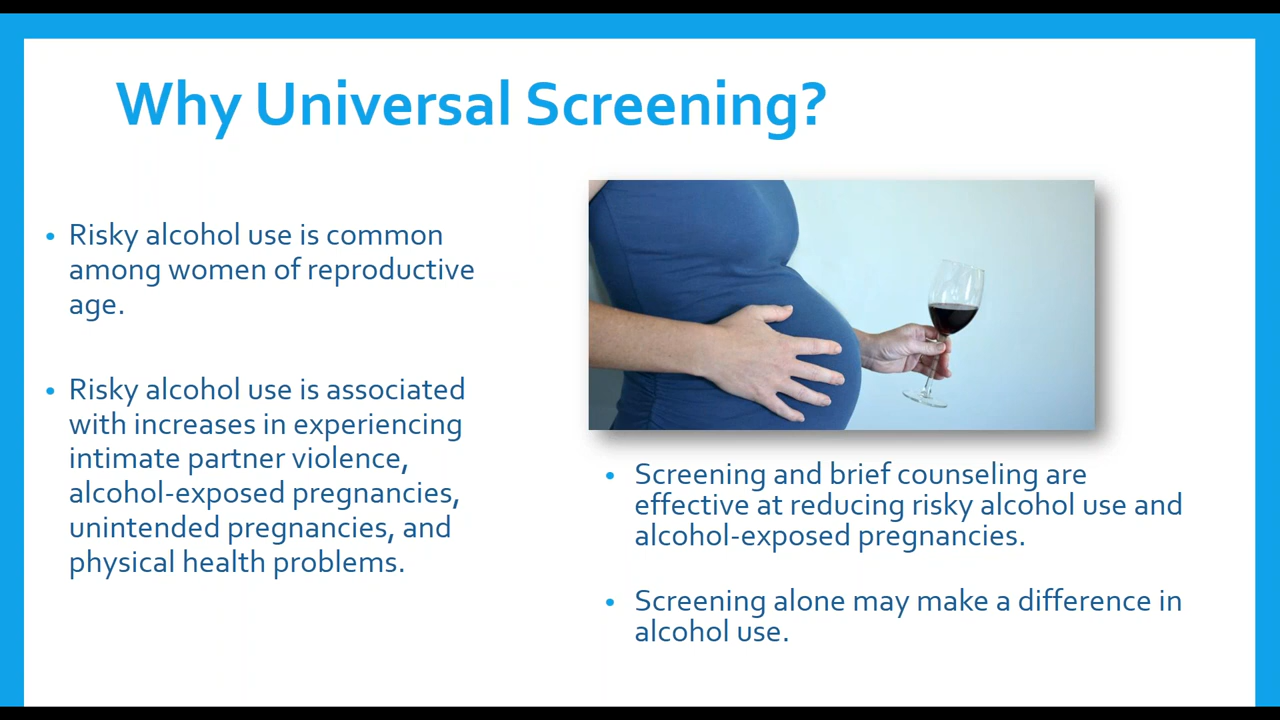 Why Universal Screening?
• Risky alcohol use is common
among women of reproductive
age.
• Risky alcohol use is associated
with increases in experiencing
intimate partner violence,
alcohol-exposed pregnancies,
unintended pregnancies, and
physical health problems.
• Screening and brief counseling are
effective at reducing risky alcohol use and
alcohol-exposed pregnancies.
• Screening alone may make a difference in
alcohol use.